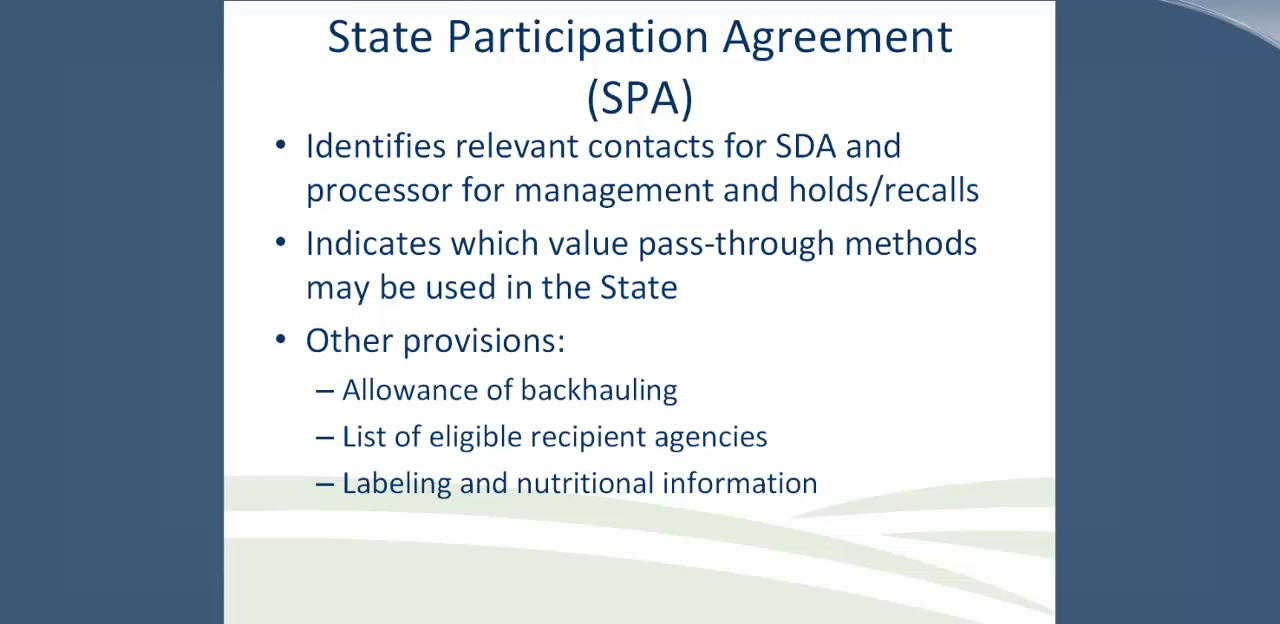 State Participation Agreement
(SPA)
• Identifies relevant contacts for SDA and
processor for management and holds/recalls
• Indicates which value pass-through methods
may be used in the State
• Other provisions:
– Allowance of backhauling
– List of eligible recipient agencies
– Labeling and nutritional information